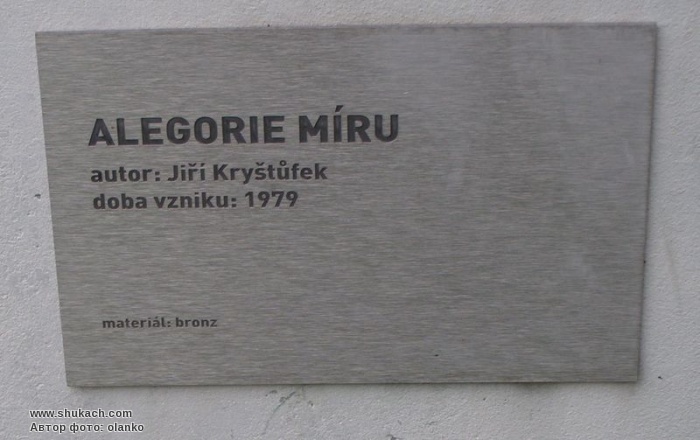 ALEGORIE MÍRU
autor: Jiří Kryštůfek
doba vzniku: 1979
materiál: bronz
www.shukach.com
Автор фото: olanko